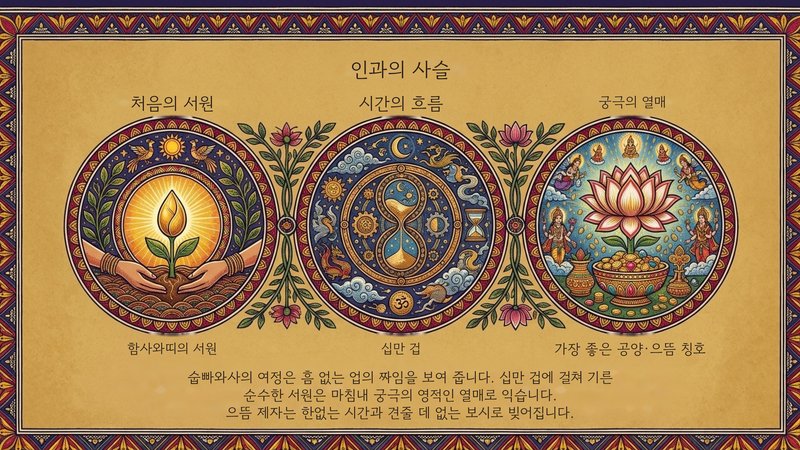 인과의 사슬
처음의 서원
시간의 흐름
궁극의 열매
함사와띠의 서원
십만 겁
가장 좋은 공양·으뜸 칭호
숩빠와사의 여정은 흠 없는 업의 짜임을 보여 줍니다. 십만 겁에 걸쳐 기른
순수한 서원은 마침내 궁극의 영적인 열매로 익습니다.
으뜸 제자는 한없는 시간과 견줄 데 없는 보시로 빚어집니다.